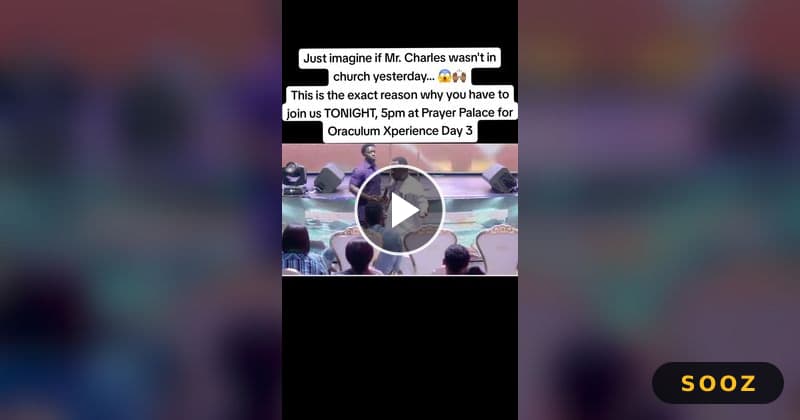 Just imagine if Mr. Charles wasn't in
church yesterday... 😱🙌🏽
This is the exact reason why you have to
join us TONIGHT, 5pm at Prayer Palace for
Oraculum Xperience Day 3
SOOZ